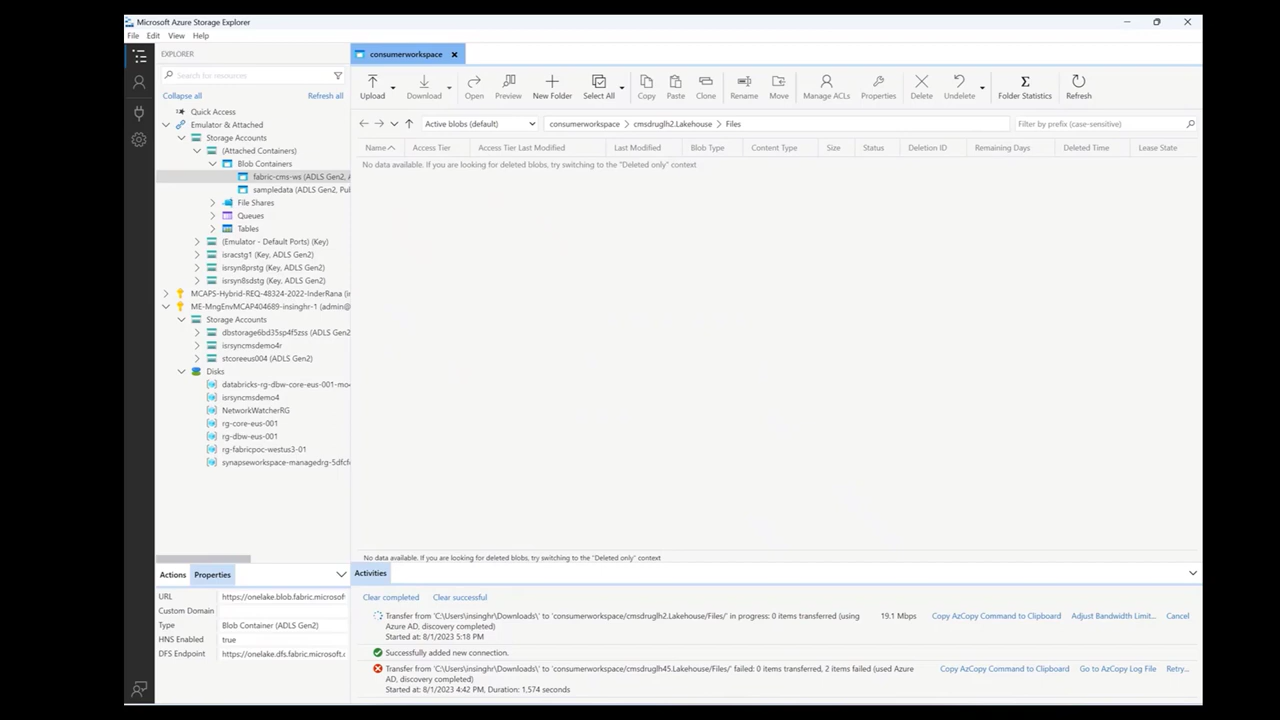 Microsoft Azure Storage Explorer
File Edit View Help
EXPLORER
Search for resources
Collapse all Refresh all
Quick Access
Emulator & Attached
Storage Accounts
(Attached Containers)
Blob Containers
fabric-cms-ws (ADLS Gen2, A
sampledata (ADLS Gen2, Pul
File Shares
Queues
Tables
(Emulator - Default Ports) (Key)
isracstg1 (Key, ADLS Gen2)
isrsyn8prstg (Key, ADLS Gen2)
isrsyn8sdstg (Key, ADLS Gen2)
MCAPS-Hybrid-REQ-48324-2022-InderRana (ir
ME-MngEnvMCAP404689-insinghr-1 (admin@
Storage Accounts
dbstorage6bd35sp4f5zss (ADLS Gen2
isrsyncmsdemo4r
stcoreeus004 (ADLS Gen2)
Disks
databricks-rg-dbw-core-eus-001-mo
isrsyncmsdemo4
NetworkWatcherRG
rg-core-eus-001
rg-dbw-eus-001
rg-fabricpoc-westus3-01
synapseworkspace-managedrg-5dfcf
Actions Properties
URL https://onelake.blob.fabric.microsof
Custom Domain
Type Blob Container (ADLS Gen2)
HNS Enabled true
DFS Endpoint https://onelake.dfs.fabric.microsoft.
consumerworkspace
Upload Download Open Preview New Folder Select All Copy Paste Clone Rename Move Manage ACLs Properties Delete Undelete Folder Statistics Refresh
Active blobs (default) consumerworkspace cmsdruglh2.Lakehouse Files Filter by prefix (case-sensitive)
Name Access Tier Access Tier Last Modified Last Modified Blob Type Content Type Size Status Deletion ID Remaining Days Deleted Time Lease State
No data available. If you are looking for deleted blobs, try switching to the "Deleted only" context
No data available. If you are looking for deleted blobs, try switching to the "Deleted only" context
Activities
Clear completed Clear successful
Transfer from 'C:\Users\insinghr\Downloads\' to 'consumerworkspace/cmsdruglh2.Lakehouse/Files/' in progress: 0 items transferred (using 19.1 Mbps Copy AzCopy Command to Clipboard Adjust Bandwidth Limit... Cancel
Azure AD, discovery completed)
Started at: 8/1/2023 5:18 PM
Successfully added new connection.
Transfer from 'C:\Users\insinghr\Downloads\' to 'consumerworkspace/cmsdruglh45.Lakehouse/Files/' failed: 0 items transferred, 2 items failed (used Azure Copy AzCopy Command to Clipboard Go to AzCopy Log File Retry...
AD, discovery completed)
Started at: 8/1/2023 4:42 PM, Duration: 1.574 seconds